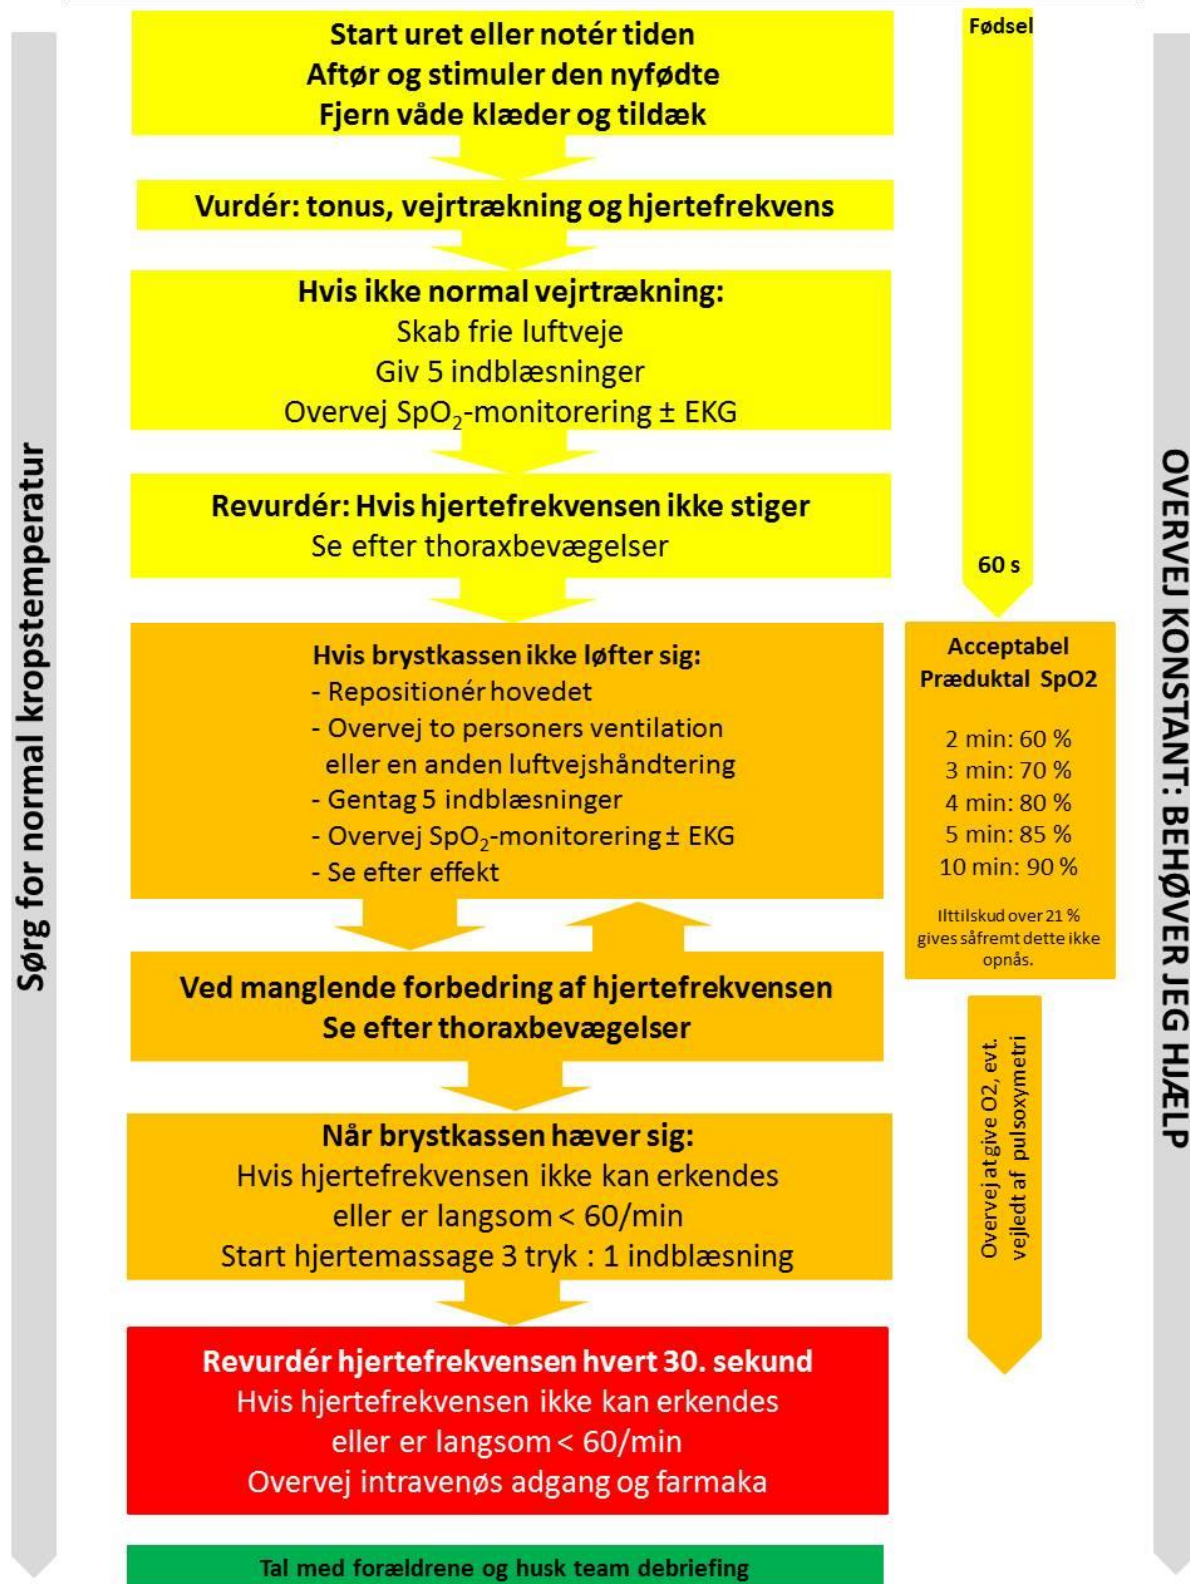 Start uret eller notér tiden
Aftør og stimuler den nyfødte
Fjern våde klæder og tildæk
Vurdér: tonus, vejrtrækning og hjertefrekvens
Hvis ikke normal vejrtrækning:
Skab frie luftveje
Giv 5 indblæsninger
Overvej SpO₂-monitorering ± EKG
Revurdér: Hvis hjertefrekvensen ikke stiger
Se efter thoraxbevægelser
Hvis brystkassen ikke løfter sig:
- Repositionér hovedet
- Overvej to personers ventilation
eller en anden luftvejshåndtering
- Gentag 5 indblæsninger
- Overvej SpO₂-monitorering ± EKG
- Se efter effekt
Ved manglende forbedring af hjertefrekvensen
Se efter thoraxbevægelser
Når brystkassen hæver sig:
Hvis hjertefrekvensen ikke kan erkendes
eller er langsom < 60/min
Start hjertemassage 3 tryk : 1 indblæsning
Revurdér hjertefrekvensen hvert 30. sekund
Hvis hjertefrekvensen ikke kan erkendes
eller er langsom < 60/min
Overvej intravenøs adgang og farmaka
Tal med forældrene og husk team debriefing
Fødsel
60 s
Acceptabel
Præduktal SpO2
2 min: 60 %
3 min: 70 %
4 min: 80 %
5 min: 85 %
10 min: 90 %
Ilttilskud over 21 %
gives såfremt dette ikke
opnås.
Overvej at give O2, evt.
vejledt af pulsoxymetri
Sørg for normal kropstemperatur
OVERVEJ KONSTANT: BEHØVER JEG HJÆLP